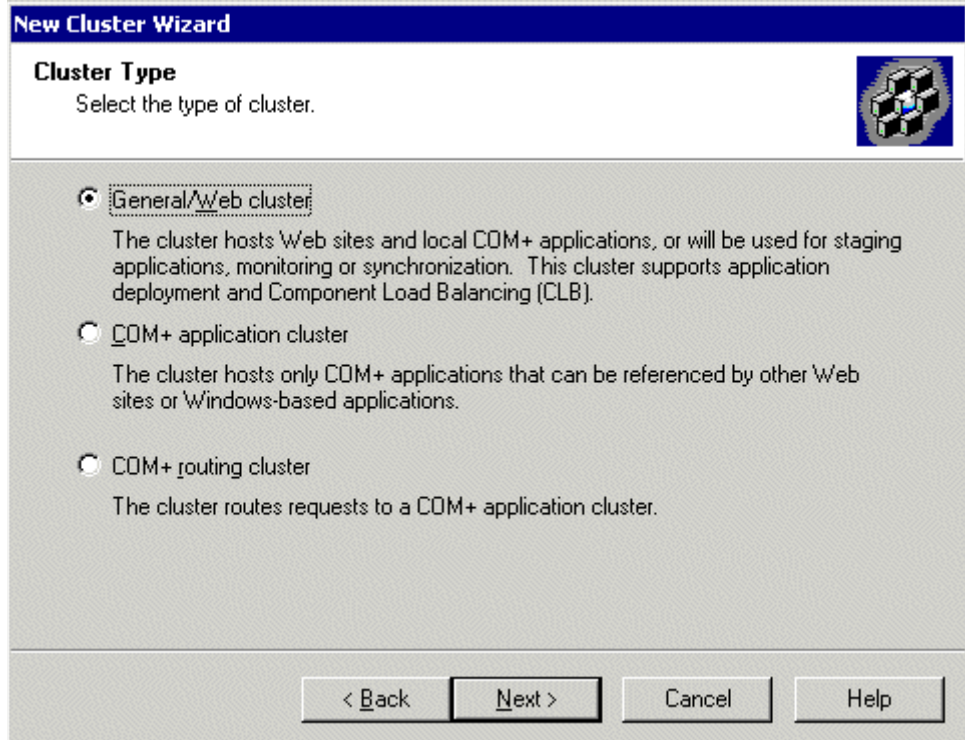 New Cluster Wizard
Cluster Type
Select the type of cluster.
General/Web cluster
The cluster hosts Web sites and local COM+ applications, or will be used for staging
applications, monitoring or synchronization.  This cluster supports application
deployment and Component Load Balancing (CLB).
COM+ application cluster
The cluster hosts only COM+ applications that can be referenced by other Web
sites or Windows-based applications.
COM+ routing cluster
The cluster routes requests to a COM+ application cluster.
< Back
Next >
Cancel
Help